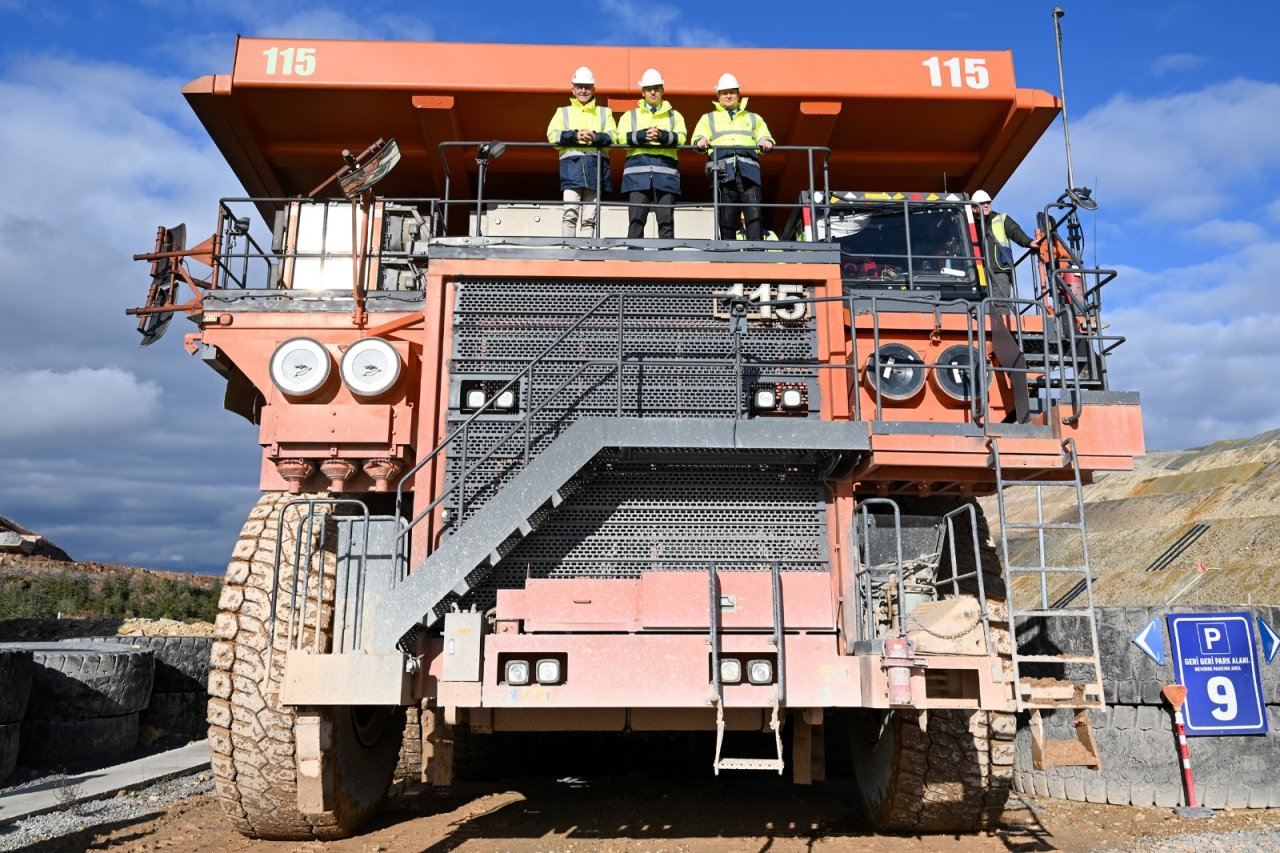 115
115
115
P
GERİ GERİ PARK ALANI
REVERSE PARKING AREA
9